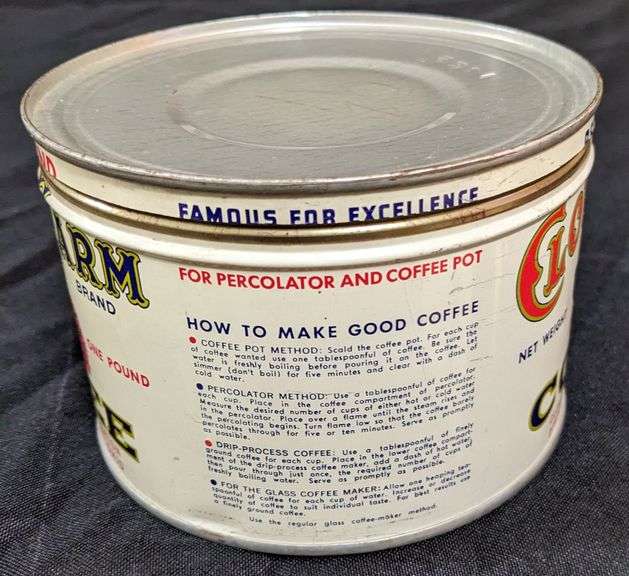 FAMOUS FOR EXCELLENCE
FOR PERCOLATOR AND COFFEE POT
ARM
BRAND
ONE POUND
EE
HOW TO MAKE GOOD COFFEE
COFFEE POT METHOD: Scald the coffee pot. For each cup
of coffee wanted use one tablespoonful of coffee. Be sure the
water is freshly boiling before pouring it on the coffee. Let
simmer (don't boil) for five minutes and clear with a dash of
cold water.
PERCOLATOR METHOD: Use a tablespoonful of coffee for
each cup. Place in the coffee compartment of percolator.
Measure the desired number of cups of either hot or cold water
in the percolator. Place over a flame until the steam rises and
the percolating begins. Turn flame low so that the coffee barely
percolates through for five or ten minutes. Serve as promptly
as possible.
DRIP-PROCESS COFFEE: Use a tablespoonful of finely
ground coffee for each cup. Place in the lower coffee compart-
ment of the drip-process coffee maker, add a dash of hot water,
then pour through just once, the required number of cups of
freshly boiling water. Serve as promptly as possible.
FOR THE GLASS COFFEE MAKER: Allow one heaping tea-
spoonful of coffee for each cup of water. Increase or decrease
quantity of coffee to suit individual taste. For best results use
a finely ground coffee.
Use the regular glass coffee-maker method.
CLO
NET WEIGHT
CO